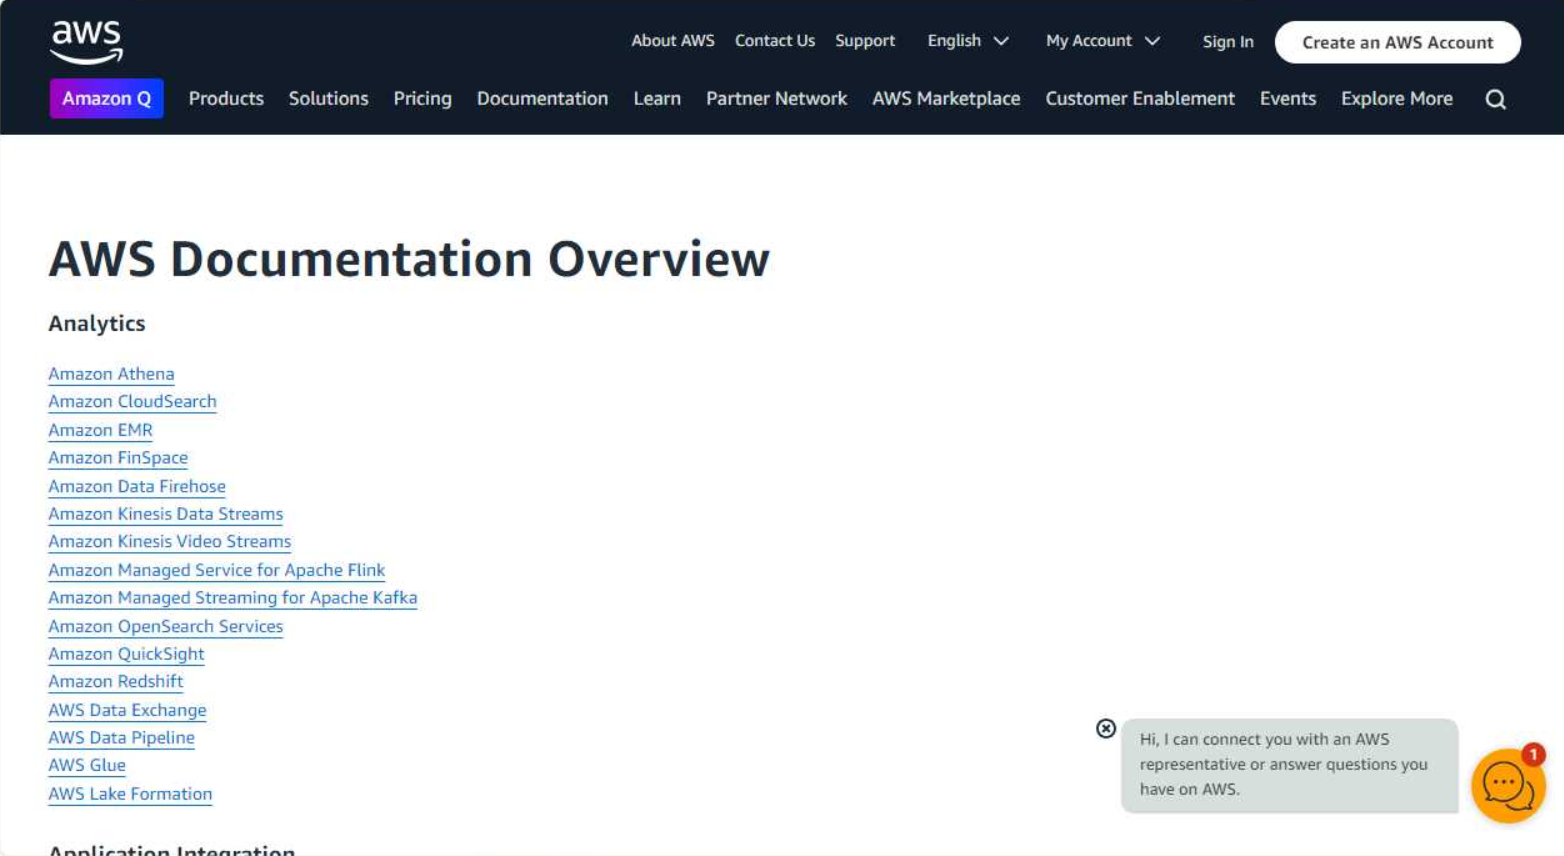 aws
About AWS Contact Us Support English My Account Sign In Create an AWS Account
Amazon Q Products Solutions Pricing Documentation Learn Partner Network AWS Marketplace Customer Enablement Events Explore More
AWS Documentation Overview
Analytics
Amazon Athena
Amazon CloudSearch
Amazon EMR
Amazon FinSpace
Amazon Data Firehose
Amazon Kinesis Data Streams
Amazon Kinesis Video Streams
Amazon Managed Service for Apache Flink
Amazon Managed Streaming for Apache Kafka
Amazon OpenSearch Services
Amazon QuickSight
Amazon Redshift
AWS Data Exchange
AWS Data Pipeline
AWS Glue
AWS Lake Formation
Application Integration
Hi, I can connect you with an AWS
representative or answer questions you
have on AWS.
1